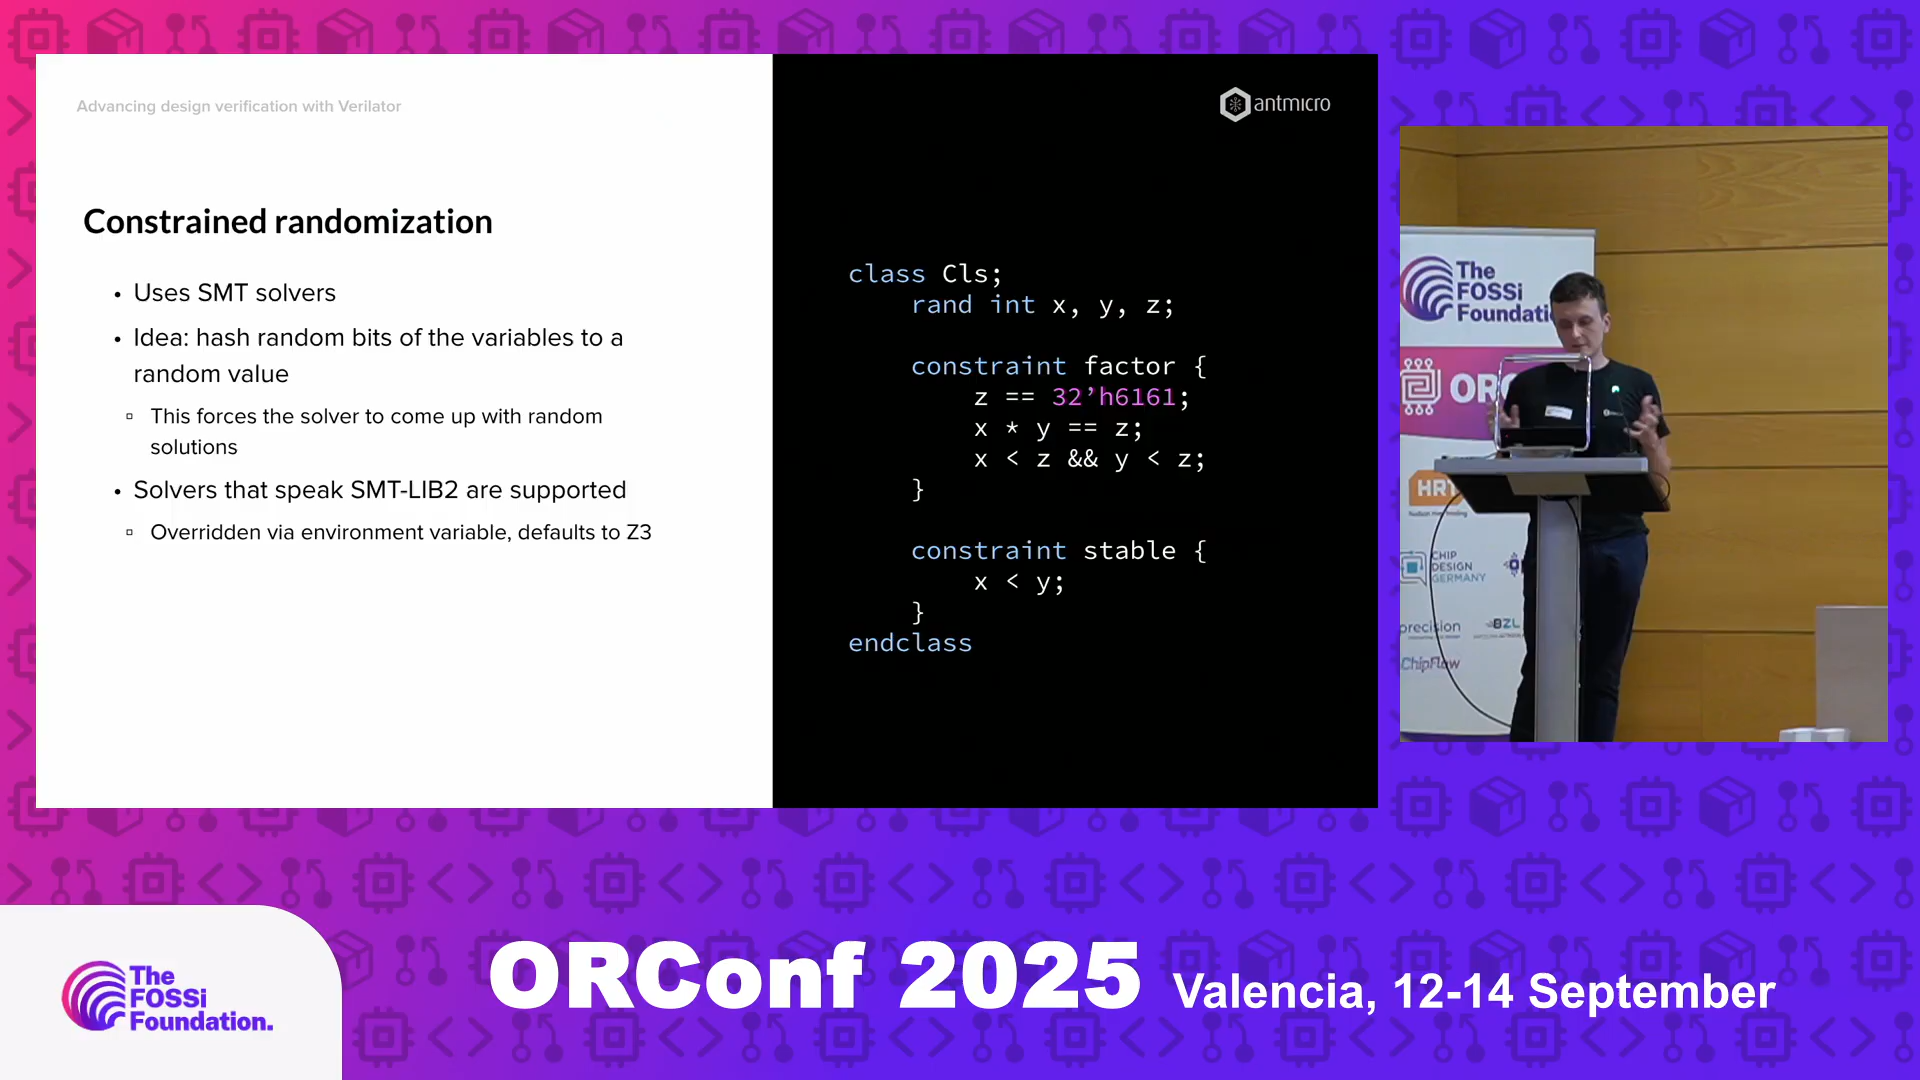 Advancing design verification with Verilator
antmicro
Constrained randomization
• Uses SMT solvers
• Idea: hash random bits of the variables to a
random value
▫ This forces the solver to come up with random
solutions
• Solvers that speak SMT-LIB2 are supported
▫ Overridden via environment variable, defaults to Z3
class Cls;
rand int x, y, z;
constraint factor {
z == 32’h6161;
x * y == z;
x < z && y < z;
}
constraint stable {
x < y;
}
endclass
The
FOSSi
Foundatio
ORC
HRT
CHIP
DESIGN
GERMANY
precision
BZL
ChipFlow
The
FOSSi
Foundation.
ORConf 2025 Valencia, 12-14 September